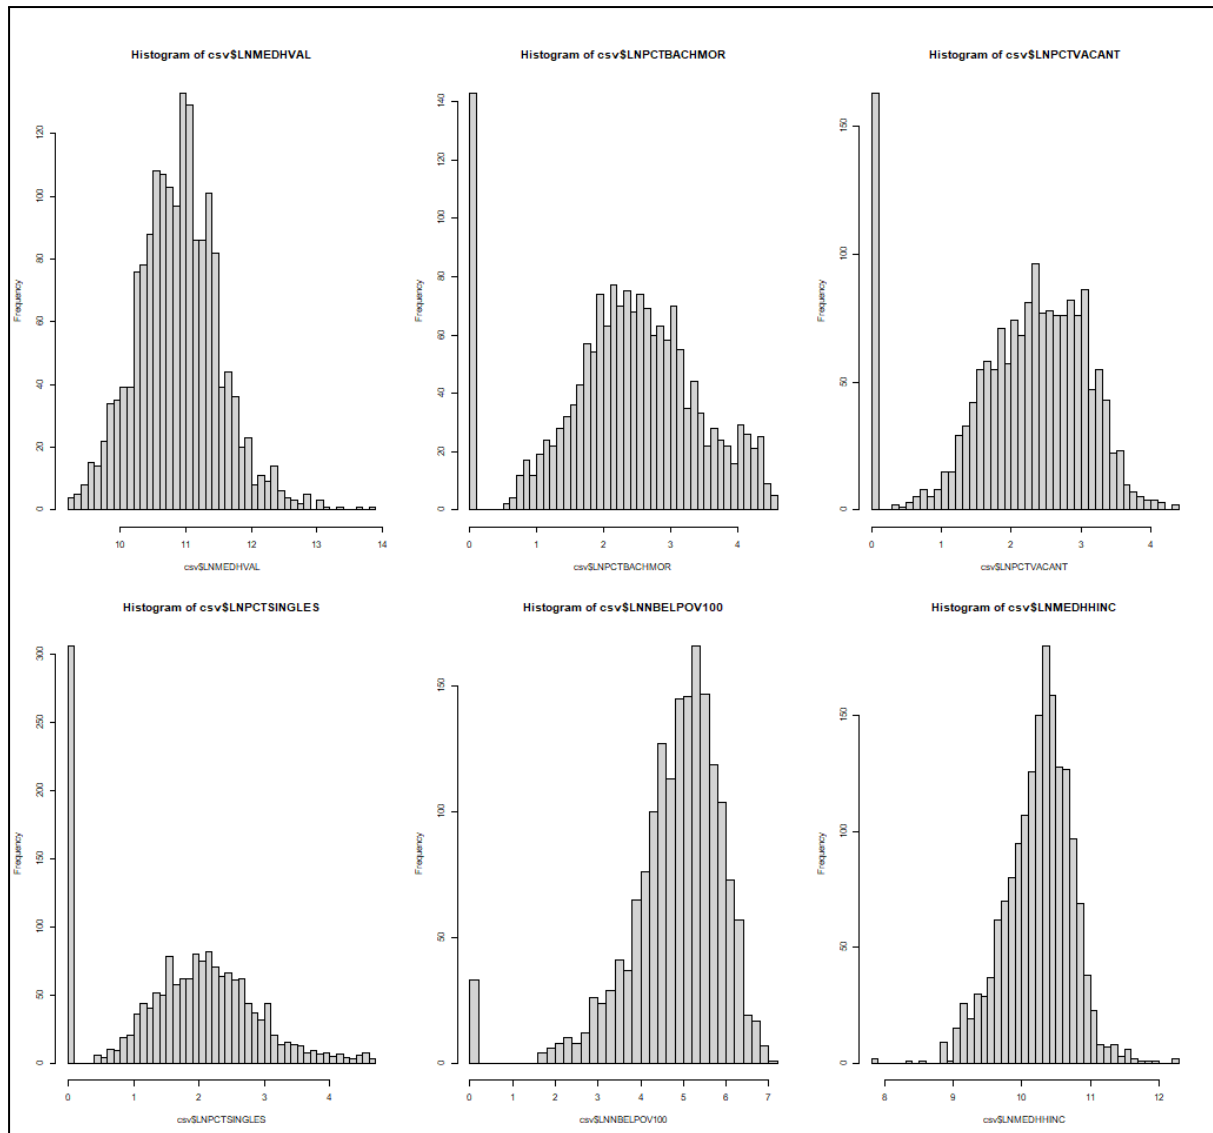 Histogram of csv$LNMEDHVAL
Frequency
120
100
80
60
40
20
0
10 11 12 13 14
csv$LNMEDHVAL
Histogram of csv$LNPCTBACHMOR
Frequency
140
120
100
80
60
40
20
0
0 1 2 3 4
csv$LNPCTBACHMOR
Histogram of csv$LNPCTVACANT
Frequency
150
100
50
0
0 1 2 3 4
csv$LNPCTVACANT
Histogram of csv$LNPCTSINGLES
Frequency
300
250
200
150
100
50
0
0 1 2 3 4
csv$LNPCTSINGLES
Histogram of csv$LNNBELPOV100
Frequency
150
100
50
0
0 1 2 3 4 5 6 7
csv$LNNBELPOV100
Histogram of csv$LNMEDHHINC
Frequency
150
100
50
0
8 9 10 11 12
csv$LNMEDHHINC